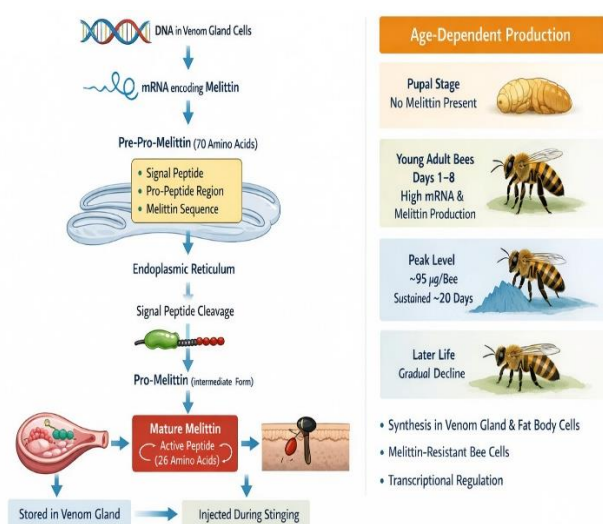 DNA in Venom Gland Cells
mRNA encoding Melittin
Pre-Pro-Melittin (70 Amino Acids)
• Signal Peptide
• Pro-Peptide Region
• Melittin Sequence
Endoplasmic Reticulum
Signal Peptide Cleavage
Pro-Melittin (intermediate Form)
Mature Melittin
Active Peptide
(26 Amino Acids)
Stored in Venom Gland
Injected During Stinging
Age-Dependent Production
Pupal Stage
No Melittin Present
Young Adult Bees
Days 1–8
High mRNA &
Melittin Production
Peak Level
~95 µg/Bee
Sustained ~20 Days
Later Life
Gradual Decline
• Synthesis in Venom Gland & Fat Body Cells
• Melittin-Resistant Bee Cells
• Transcriptional Regulation